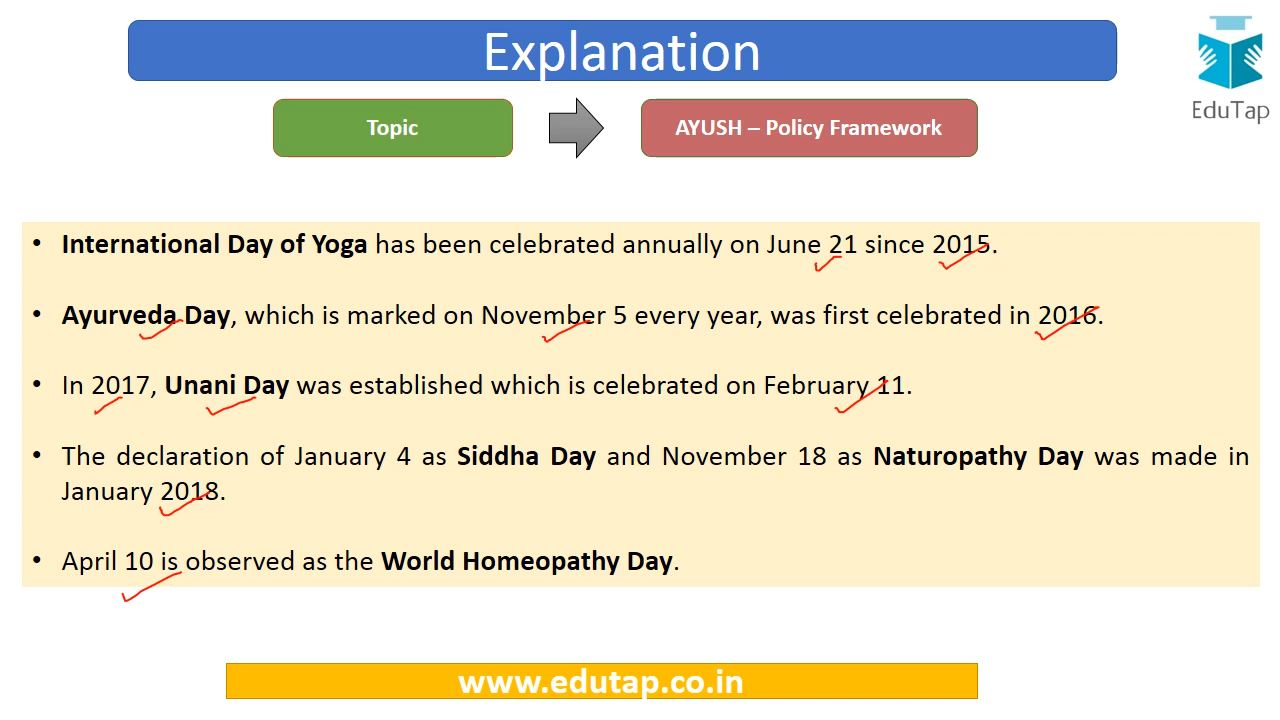 Explanation
EduTap
Topic
AYUSH – Policy Framework
• International Day of Yoga has been celebrated annually on June 21 since 2015.
• Ayurveda Day, which is marked on November 5 every year, was first celebrated in 2016.
• In 2017, Unani Day was established which is celebrated on February 11.
• The declaration of January 4 as Siddha Day and November 18 as Naturopathy Day was made in
January 2018.
• April 10 is observed as the World Homeopathy Day.
www.edutap.co.in